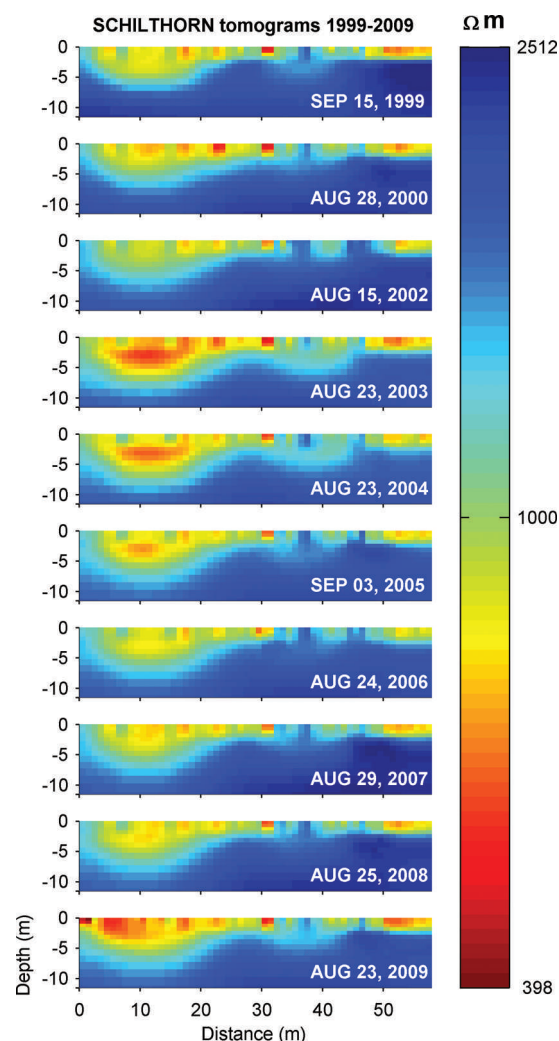 SCHILTHORN tomograms 1999-2009
Ωm
0
-5
-10
SEP 15, 1999
2512
0
-5
-10
AUG 28, 2000
0
-5
-10
AUG 15, 2002
0
-5
-10
AUG 23, 2003
0
-5
-10
AUG 23, 2004
1000
0
-5
-10
SEP 03, 2005
0
-5
-10
AUG 24, 2006
0
-5
-10
AUG 29, 2007
0
-5
-10
AUG 25, 2008
Depth (m)
0
-5
-10
AUG 23, 2009
398
0 10 20 30 40 50
Distance (m)